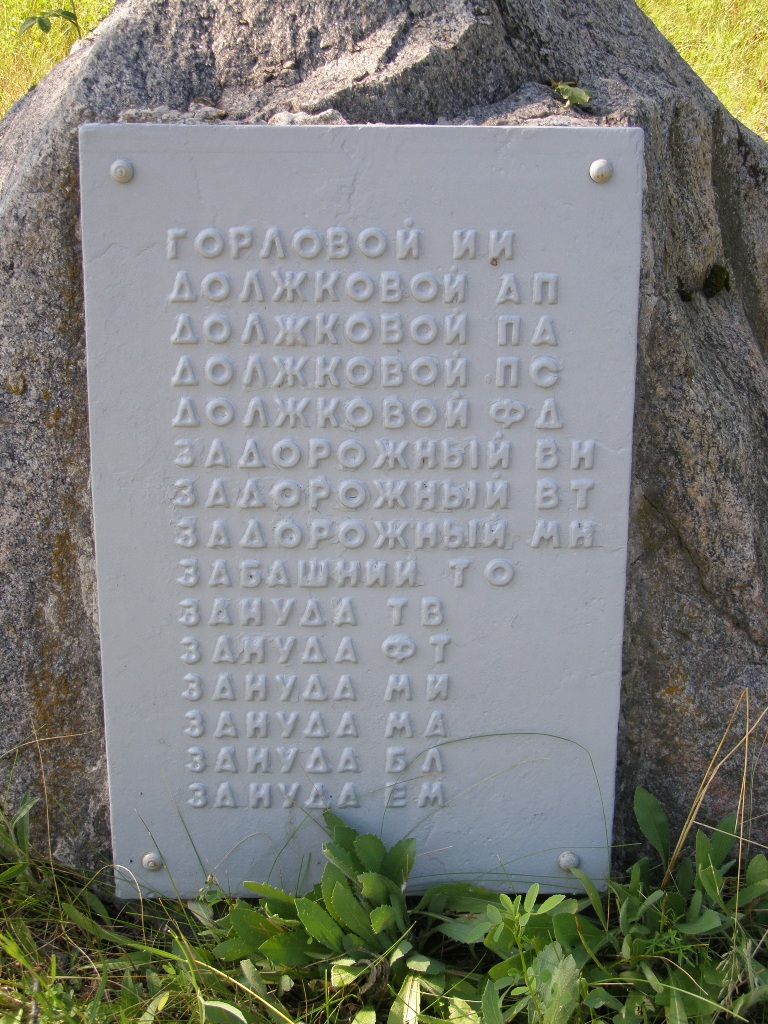 ГОРЛОВОЙ ИИ
ДОЛЖКОВОЙ АП
ДОЛЖКОВОЙ ПА
ДОЛЖКОВОЙ ПС
ДОЛЖКОВОЙ ФД
ЗАДОРОЖНЫЙ ВН
ЗАДОРОЖНЫЙ ВТ
ЗАДОРОЖНЫЙ МН
ЗАБАШНИЙ ТО
ЗАНУДА ТВ
ЗАНУДА ФТ
ЗАНУДА МИ
ЗАНУДА МА
ЗАНУДА БЛ
ЗАНУДА ЕМ